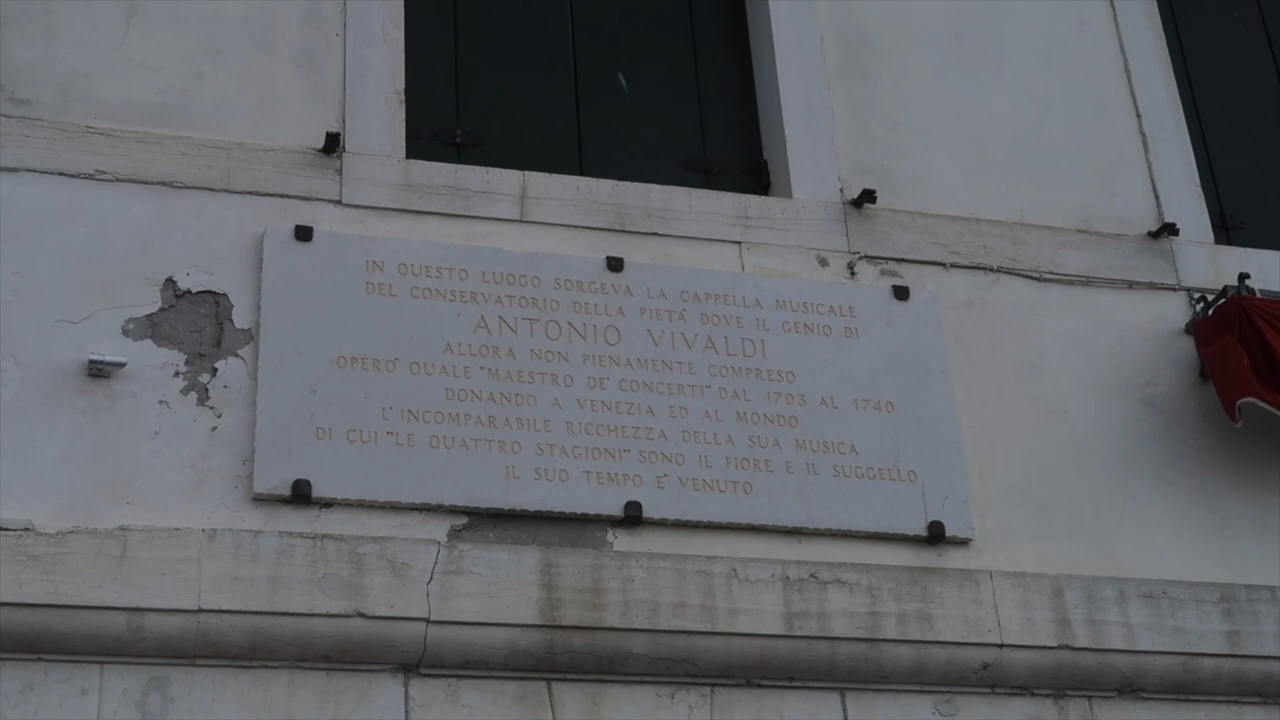 IN QUESTO LUOGO SORGEVA LA CAPPELLA MUSICALE
DEL CONSERVATORIO DELLA PIETA' DOVE IL GENIO DI
ANTONIO VIVALDI
ALLORA NON PIENAMENTE COMPRESO
OPERO' QUALE "MAESTRO DE' CONCERTI" DAL 1703 AL 1740
DONANDO A VENEZIA ED AL MONDO
L'INCOMPARABILE RICCHEZZA DELLA SUA MUSICA
DI CUI "LE QUATTRO STAGIONI" SONO IL FIORE E IL SUGGELLO
IL SUO TEMPO E' VENUTO